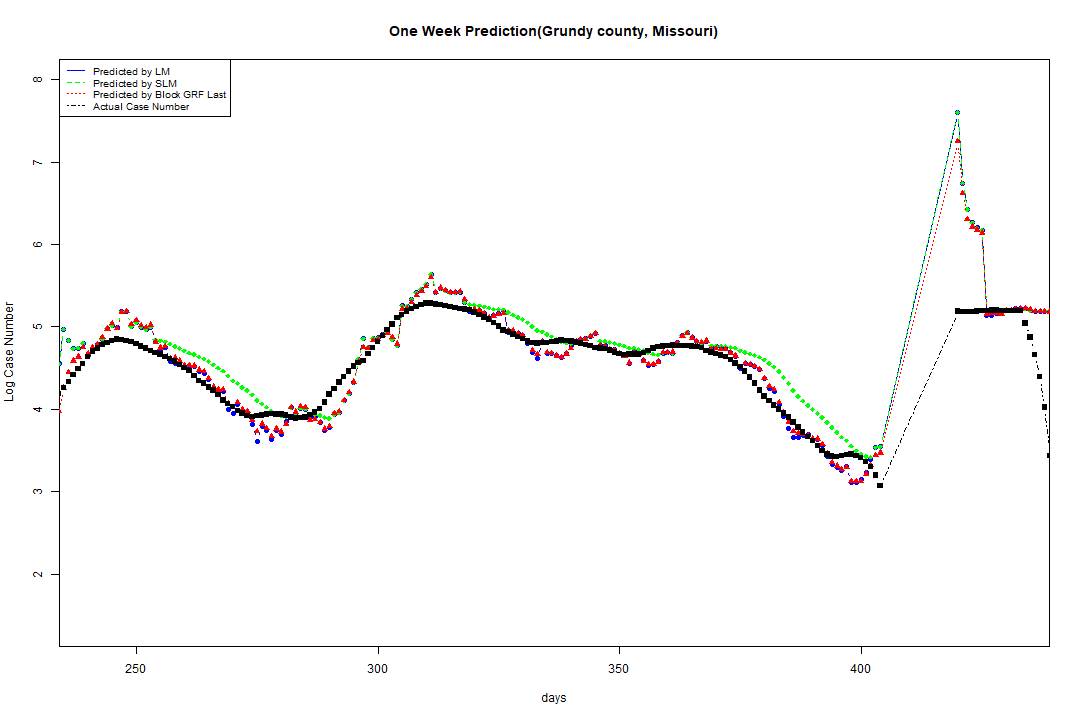 One Week Prediction(Grundy county, Missouri)
Predicted by LM
Predicted by SLM
Predicted by Block GRF Last
Actual Case Number
8
7
6
5
4
3
2
Log Case Number
250
300
350
400
days